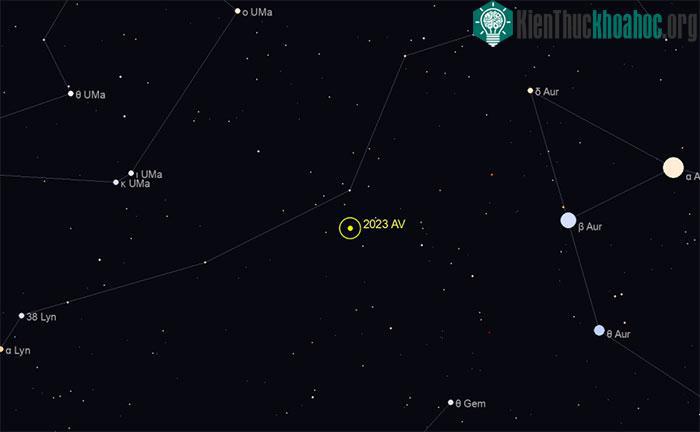 ο UMa
KienThuckhoahoc.org
θ UMa
δ Aur
ι UMa
κ UMa
α A
2023 AV
β Aur
38 Lyn
θ Aur
α Lyn
θ Gem